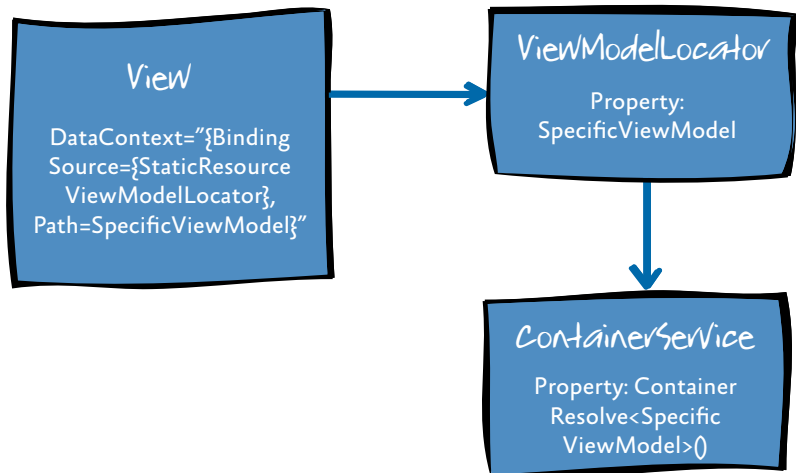 View
DataContext=”{Binding
Source={StaticResource
ViewModelLocator},
Path=SpecificViewModel}”
ViewModelLocator
Property:
SpecificViewModel
ContainerService
Property: Container
Resolve<Specific
ViewModel>()